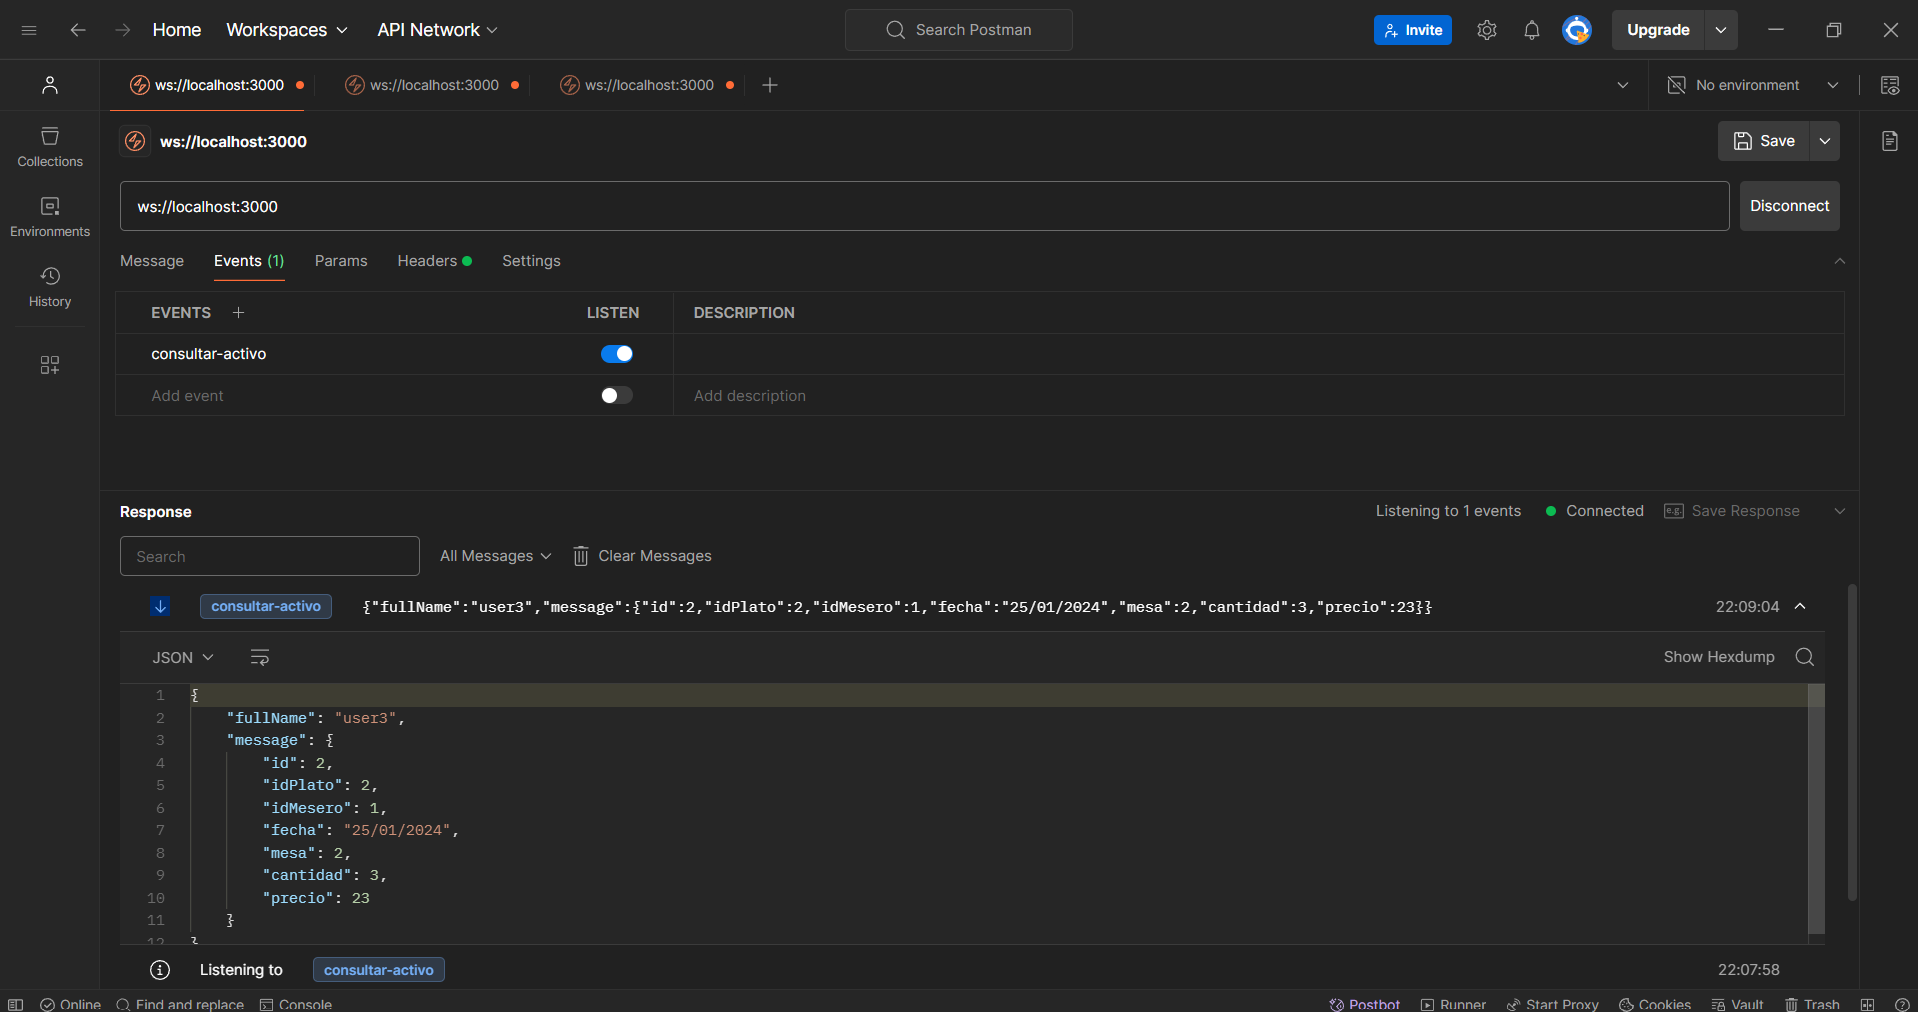 Home Workspaces API Network Search Postman Invite Upgrade
ws://localhost:3000 ws://localhost:3000 ws://localhost:3000 No environment
ws://localhost:3000 Save
Collections
ws://localhost:3000 Disconnect
Environments
Message Events (1) Params Headers Settings
History
EVENTS LISTEN DESCRIPTION
consultar-activo
Add event Add description
Response Listening to 1 events Connected e.g. Save Response
Search All Messages Clear Messages
consultar-activo {"fullName":"user3","message":{"id":2,"idPlato":2,"idMesero":1,"fecha":"25/01/2024","mesa":2,"cantidad":3,"precio":23}} 22:09:04
JSON Show Hexdump
1 {
2 "fullName": "user3",
3 "message": {
4 "id": 2,
5 "idPlato": 2,
6 "idMesero": 1,
7 "fecha": "25/01/2024",
8 "mesa": 2,
9 "cantidad": 3,
10 "precio": 23
11 }
12 }
Listening to consultar-activo 22:07:58
Online Find and replace Console Postbot Runner Start Proxy Cookies Vault Trash